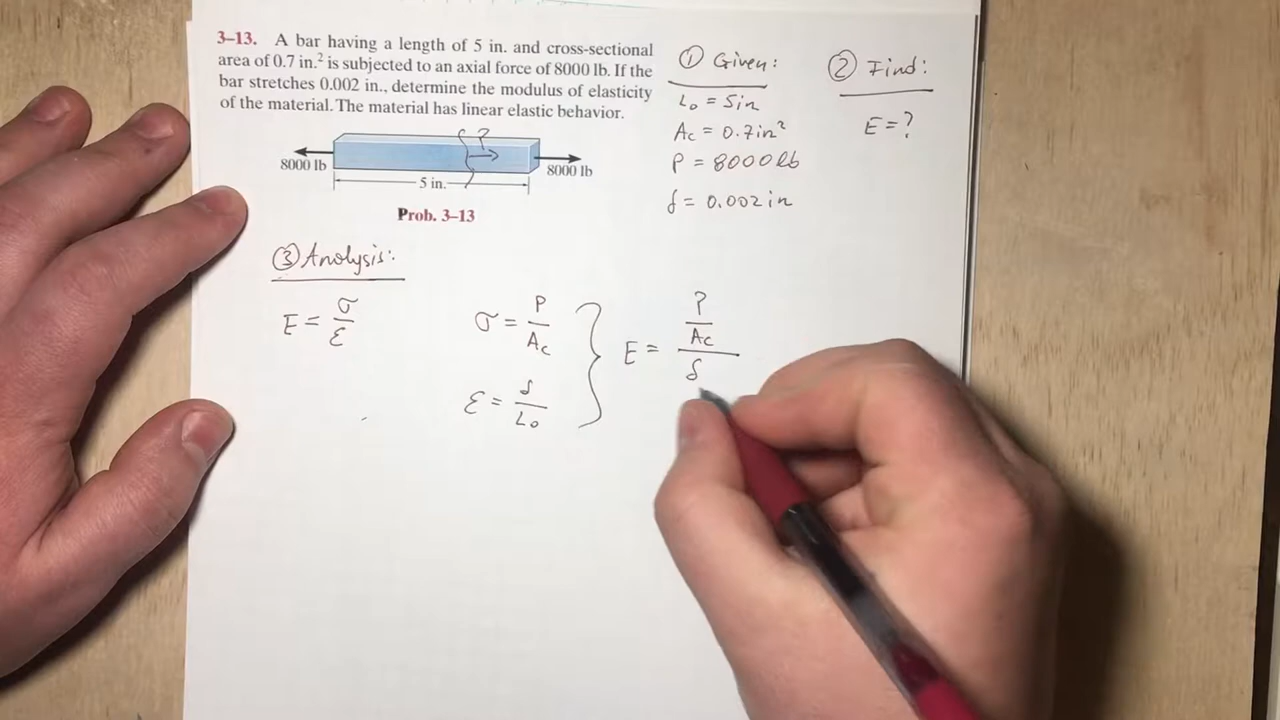 3–13. A bar having a length of 5 in. and cross-sectional
area of 0.7 in.² is subjected to an axial force of 8000 lb. If the
bar stretches 0.002 in., determine the modulus of elasticity
of the material. The material has linear elastic behavior.
P
8000 lb
8000 lb
5 in.
Prob. 3–13
① Given:
L₀ = 5in
A_c = 0.7in²
P = 8000lb
δ = 0.002in
② Find:
E = ?
③ Analysis:
E = σ/ε
σ = P/A_c
ε = δ/L₀
E = (P/A_c)/δ